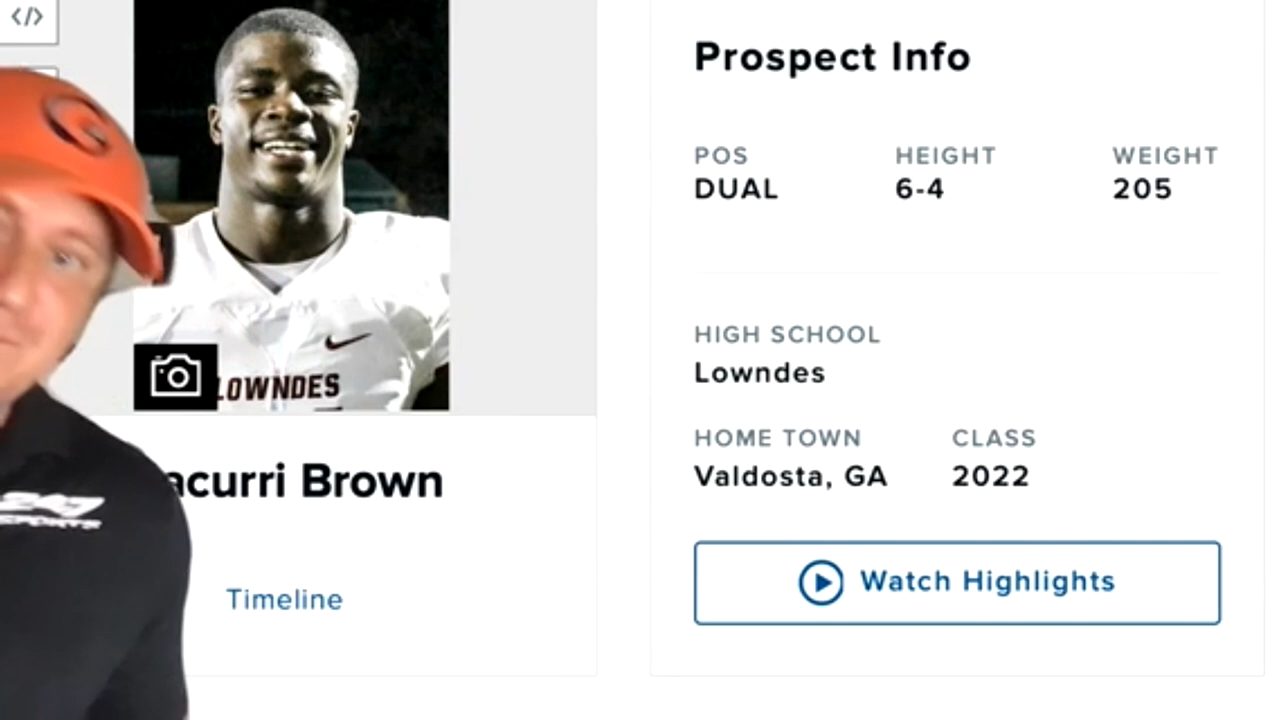 </>
G
LOWNDES
acurri Brown
Timeline
247
SPORTS
Prospect Info
POS
DUAL
HEIGHT
6-4
WEIGHT
205
HIGH SCHOOL
Lowndes
HOME TOWN
Valdosta, GA
CLASS
2022
Watch Highlights